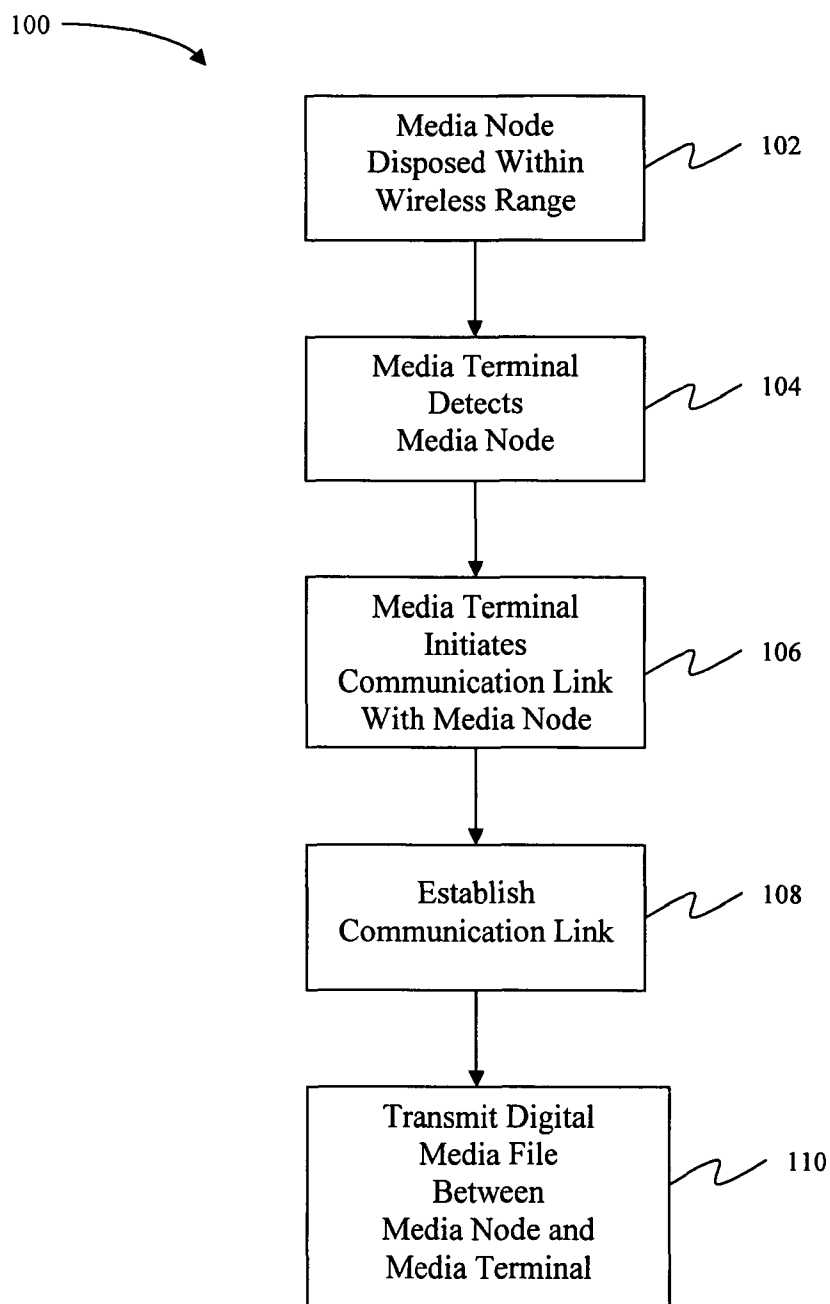 100
Media Node
Disposed Within
Wireless Range
102
Media Terminal
Detects
Media Node
104
Media Terminal
Initiates
Communication Link
With Media Node
106
Establish
Communication Link
108
Transmit Digital
Media File
Between
Media Node and
Media Terminal
110